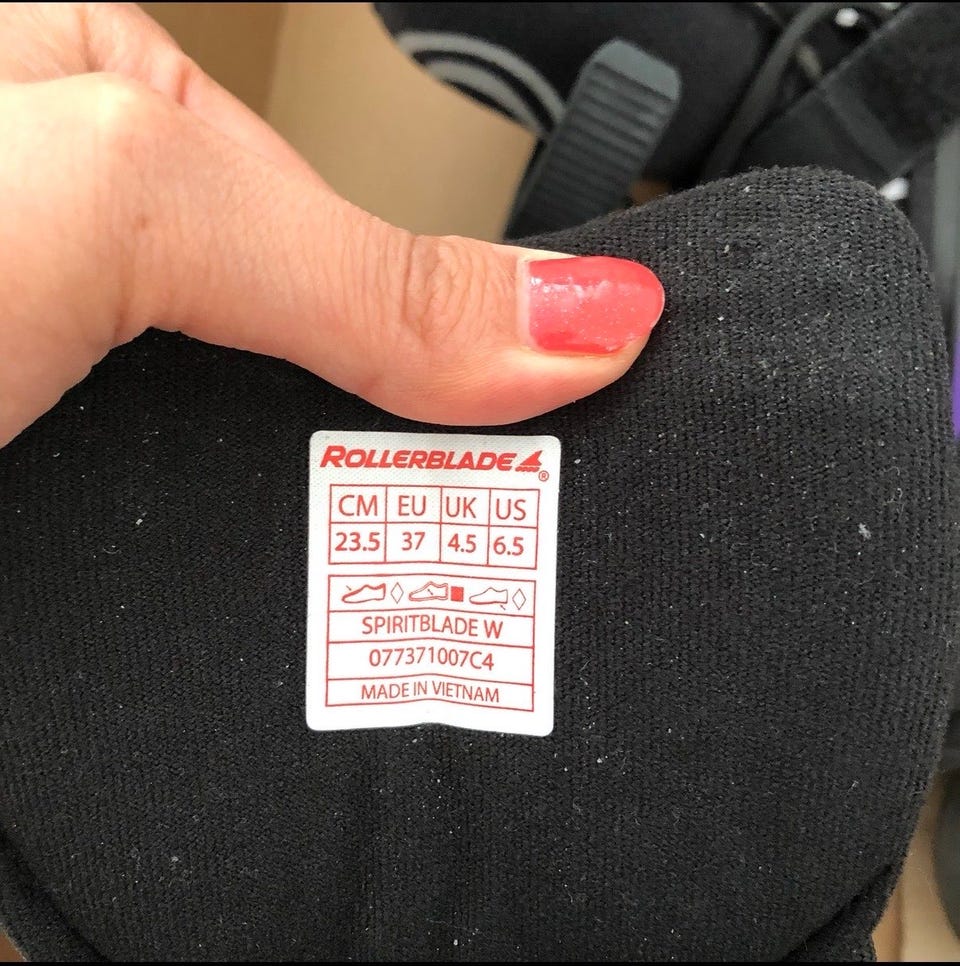 ROLLERBLADE ®
CM EU UK US
23.5 37 4.5 6.5
SPIRITBLADE W
077371007C4
MADE IN VIETNAM